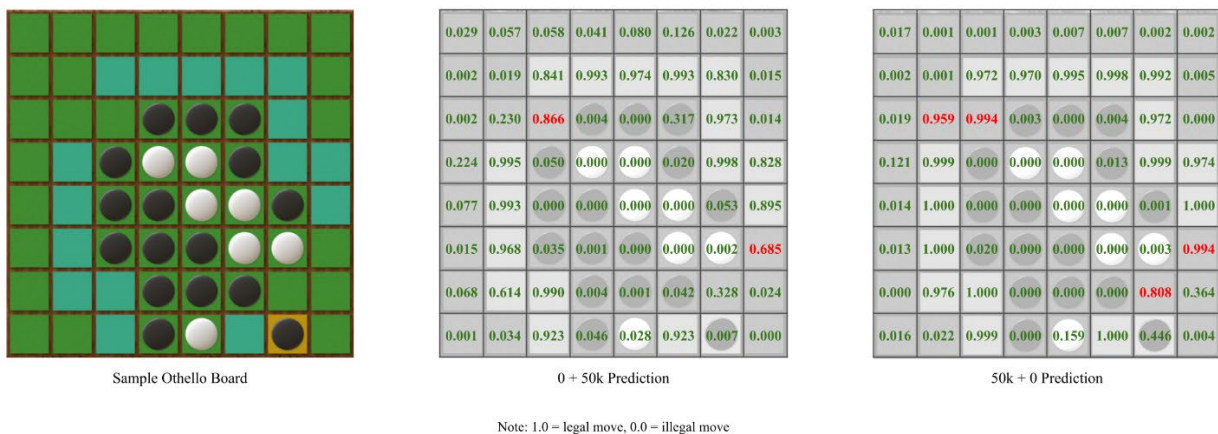 0.029 0.057 0.058 0.041 0.080 0.126 0.022 0.003
0.002 0.019 0.841 0.993 0.974 0.993 0.830 0.015
0.002 0.230 0.866 0.004 0.000 0.317 0.973 0.014
0.224 0.995 0.050 0.000 0.000 0.020 0.998 0.828
0.077 0.993 0.000 0.000 0.000 0.000 0.053 0.895
0.015 0.968 0.035 0.001 0.000 0.000 0.002 0.685
0.068 0.614 0.990 0.004 0.001 0.042 0.328 0.024
0.001 0.034 0.923 0.046 0.028 0.923 0.007 0.000
0.017 0.001 0.001 0.003 0.007 0.007 0.002 0.002
0.002 0.001 0.972 0.970 0.995 0.998 0.992 0.005
0.019 0.959 0.994 0.003 0.000 0.004 0.972 0.000
0.121 0.999 0.000 0.000 0.000 0.013 0.999 0.974
0.014 1.000 0.000 0.000 0.000 0.000 0.001 1.000
0.013 1.000 0.020 0.000 0.000 0.000 0.003 0.994
0.000 0.976 1.000 0.000 0.000 0.000 0.808 0.364
0.016 0.022 0.999 0.000 0.159 1.000 0.446 0.004
Sample Othello Board
0 + 50k Prediction
50k + 0 Prediction
Note: 1.0 = legal move, 0.0 = illegal move